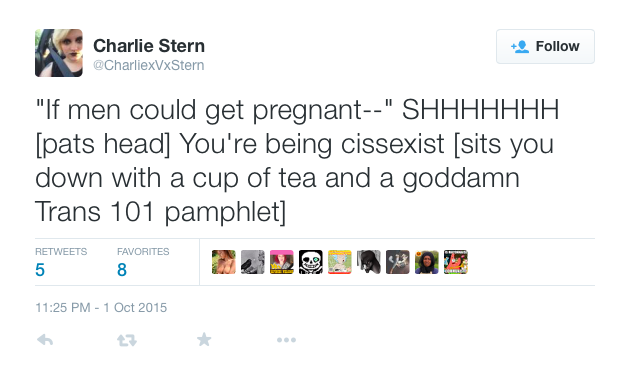 Charlie Stern
@CharliexVxStern
Follow
"If men could get pregnant--" SHHHHHHH
[pats head] You're being cissexist [sits you
down with a cup of tea and a goddamn
Trans 101 pamphlet]
RETWEETS FAVORITES
5 8
11:25 PM - 1 Oct 2015